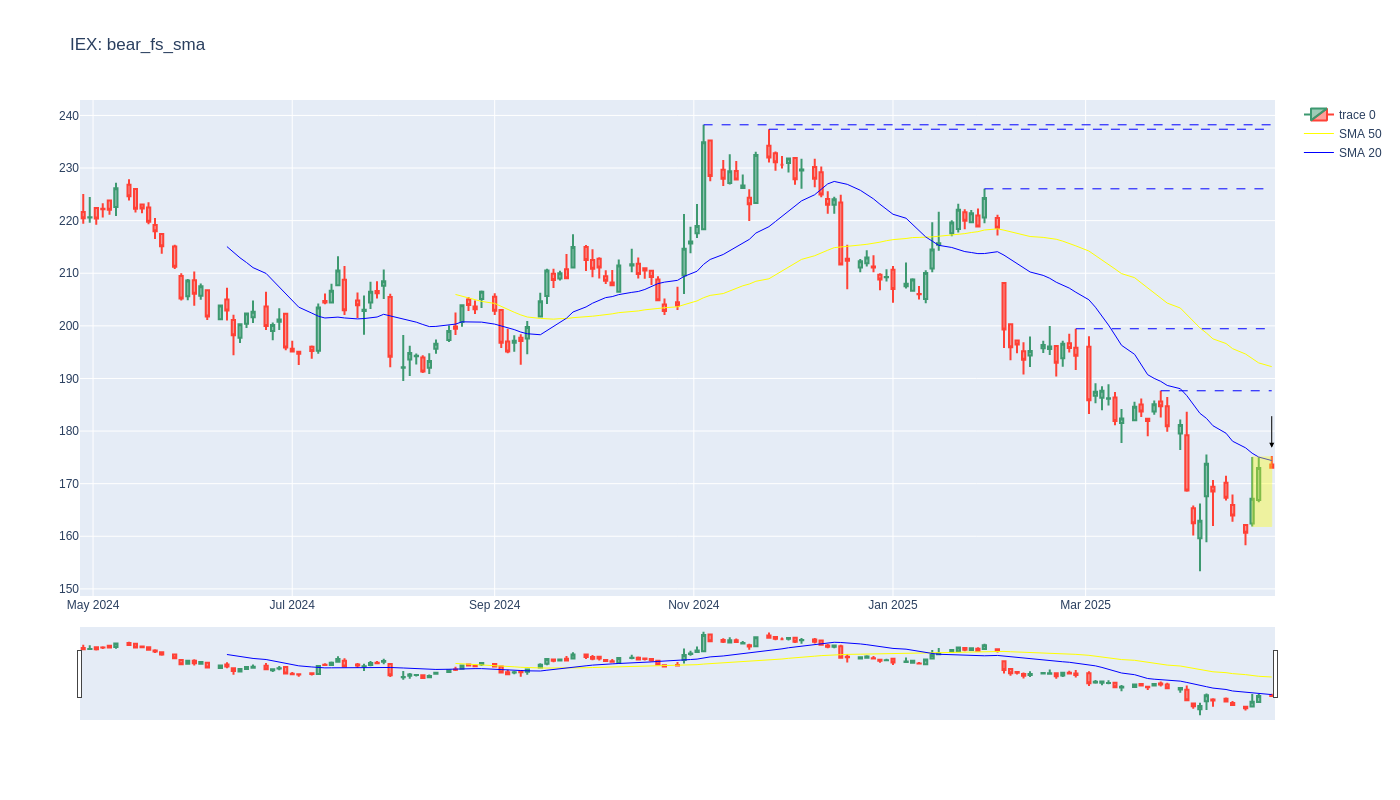 IEX: bear_fs_sma
240
230
220
210
200
190
180
170
160
150
May 2024
Jul 2024
Sep 2024
Nov 2024
Jan 2025
Mar 2025
trace 0
SMA 50
SMA 20